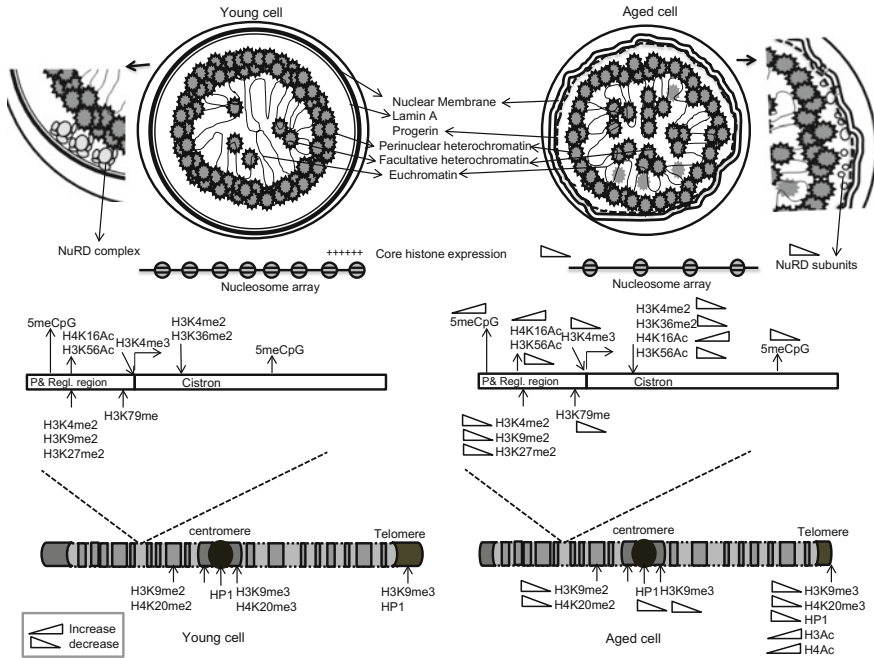 Young cell
Aged cell
Nuclear Membrane
Lamin A
Progerin
Perinuclear heterochromatin
Facultative heterochromatin
Euchromatin
NuRD complex
++++++ Core histone expression
NuRD subunits
Nucleosome array
Nucleosome array
5meCpG
H4K16Ac
H3K56Ac
H3K4me3
H3K4me2
H3K36me2
5meCpG
P& Regl. region
Cistron
H3K79me
H3K4me2
H3K9me2
H3K27me2
5meCpG
H4K16Ac
H3K56Ac
H3K4me3
H3K4me2
H3K36me2
H4K16Ac
H3K56Ac
5meCpG
P& Regl. region
Cistron
H3K79me
H3K4me2
H3K9me2
H3K27me2
centromere
Telomere
H3K9me2
H4K20me2
HP1
H3K9me3
H4K20me3
H3K9me3
HP1
Young cell
centromere
Telomere
H3K9me2
H4K20me2
HP1
H3K9me3
H3K9me3
H4K20me3
HP1
H3Ac
H4Ac
Aged cell
Increase
decrease